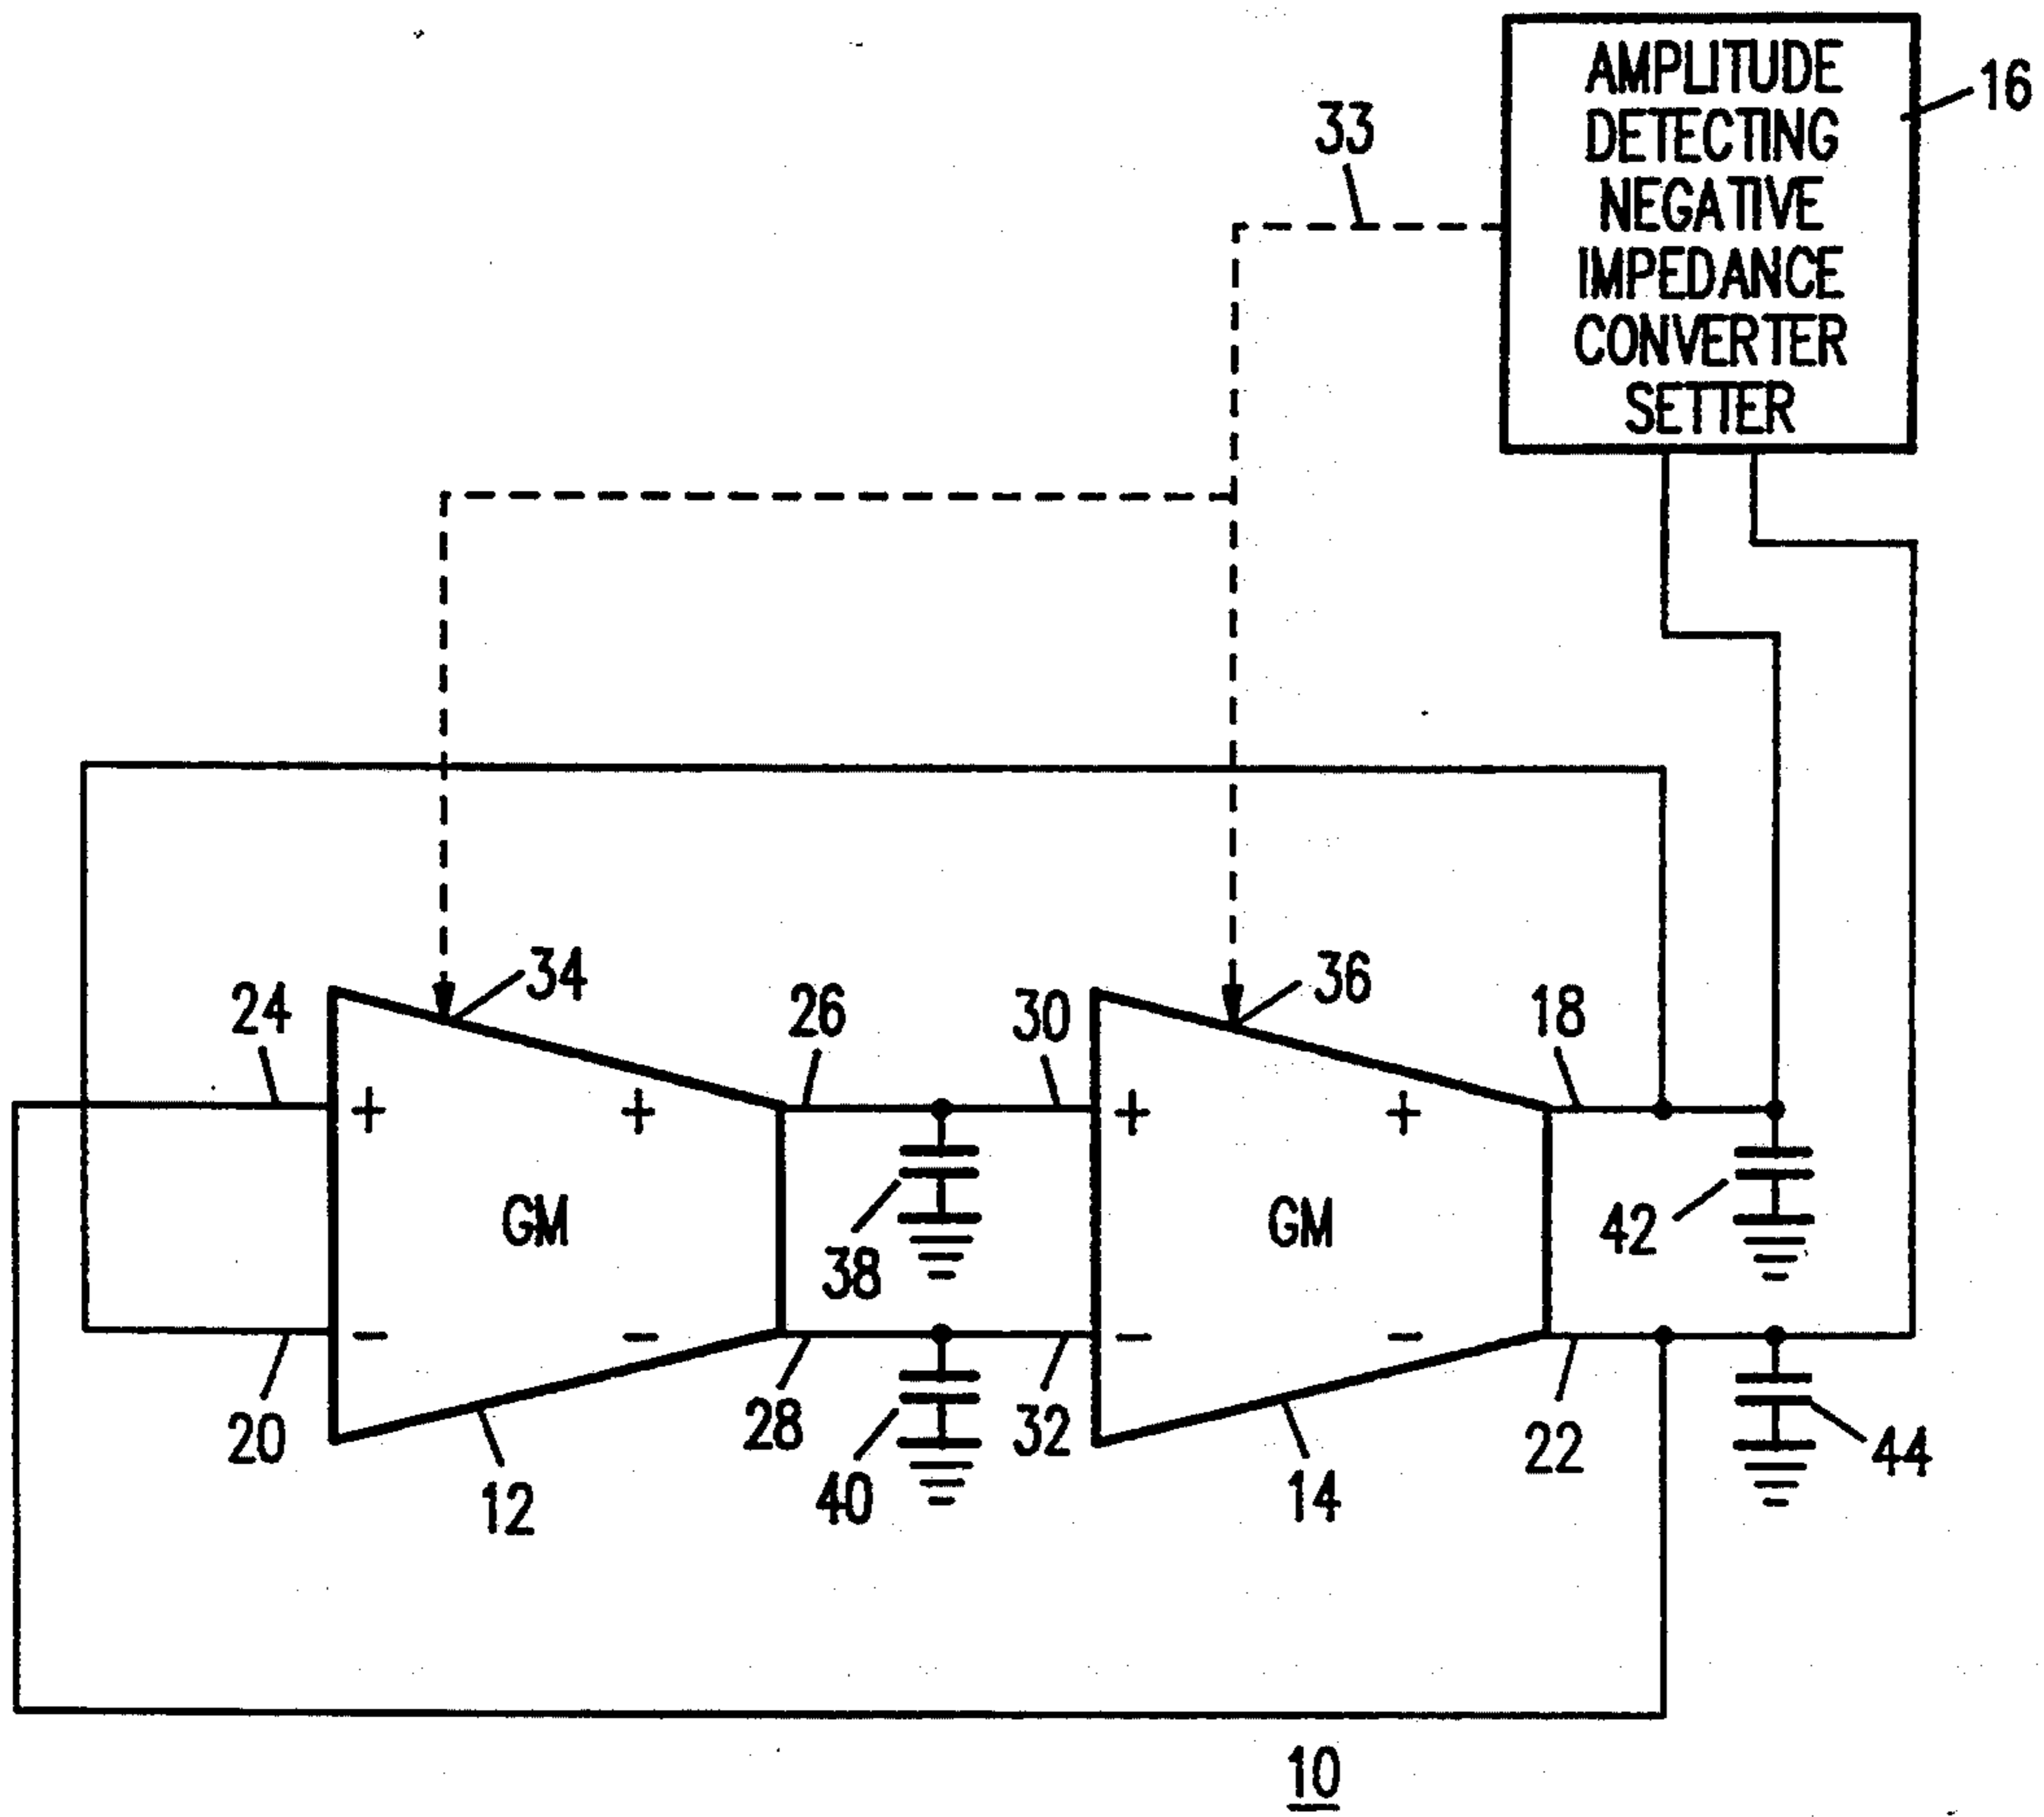 AMPLITUDE
DETECTING
NEGATIVE
IMPEDANCE
CONVERTER
SETTER
16
33
34
36
24
26
30
18
+ + + +
GM GM
42
38
- - - -
20
28
32
22
44
12
40
14
10